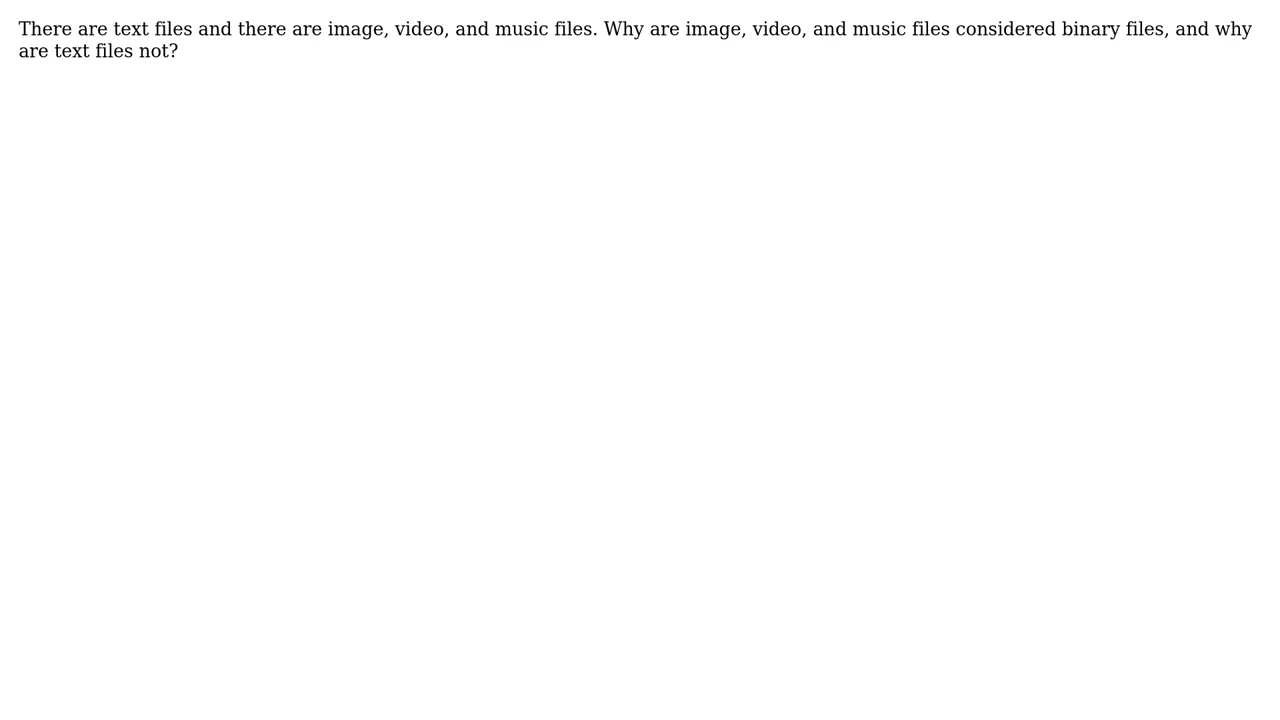 There are text files and there are image, video, and music files. Why are image, video, and music files considered binary files, and why
are text files not?